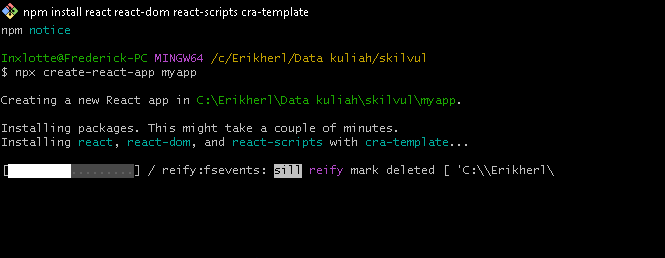 npm install react react-dom react-scripts cra-template
npm notice
Inxlotte@Frederick-PC MINGW64 /c/Erikherl/Data kuliah/skilvul
$ npx create-react-app myapp
Creating a new React app in C:\Erikherl\Data kuliah\skilvul\myapp.
Installing packages. This might take a couple of minutes.
Installing react, react-dom, and react-scripts with cra-template...
[         .........] / reify:fsevents: sill reify mark deleted [ 'C:\\Erikherl\